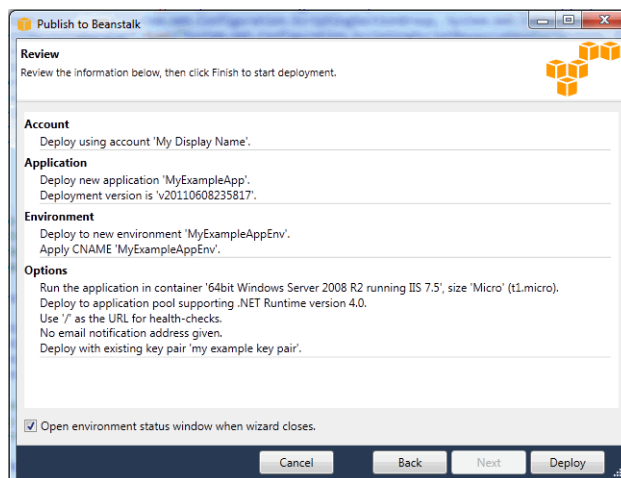 Publish to Beanstalk
Review
Review the information below, then click Finish to start deployment.
Account
Deploy using account 'My Display Name'.
Application
Deploy new application 'MyExampleApp'.
Deployment version is 'v20110608235817'.
Environment
Deploy to new environment 'MyExampleAppEnv'.
Apply CNAME 'MyExampleAppEnv'.
Options
Run the application in container '64bit Windows Server 2008 R2 running IIS 7.5', size 'Micro' (t1.micro).
Deploy to application pool supporting .NET Runtime version 4.0.
Use '/' as the URL for health-checks.
No email notification address given.
Deploy with existing key pair 'my example key pair'.
Open environment status window when wizard closes.
Cancel Back Next Deploy